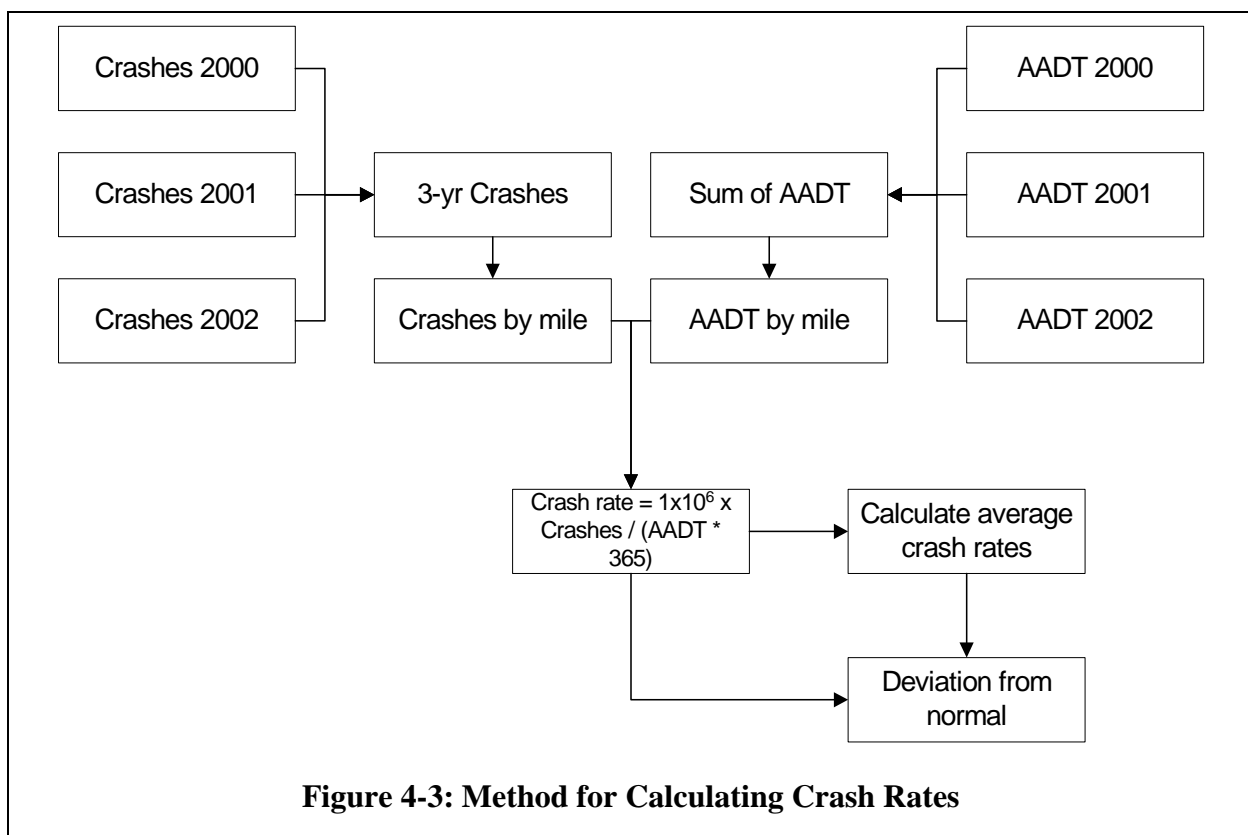 Crashes 2000
AADT 2000
Crashes 2001
3-yr Crashes
Sum of AADT
AADT 2001
Crashes 2002
Crashes by mile
AADT by mile
AADT 2002
Crash rate = 1x10⁶ x
Crashes / (AADT *
365)
Calculate average
crash rates
Deviation from
normal
Figure 4-3: Method for Calculating Crash Rates